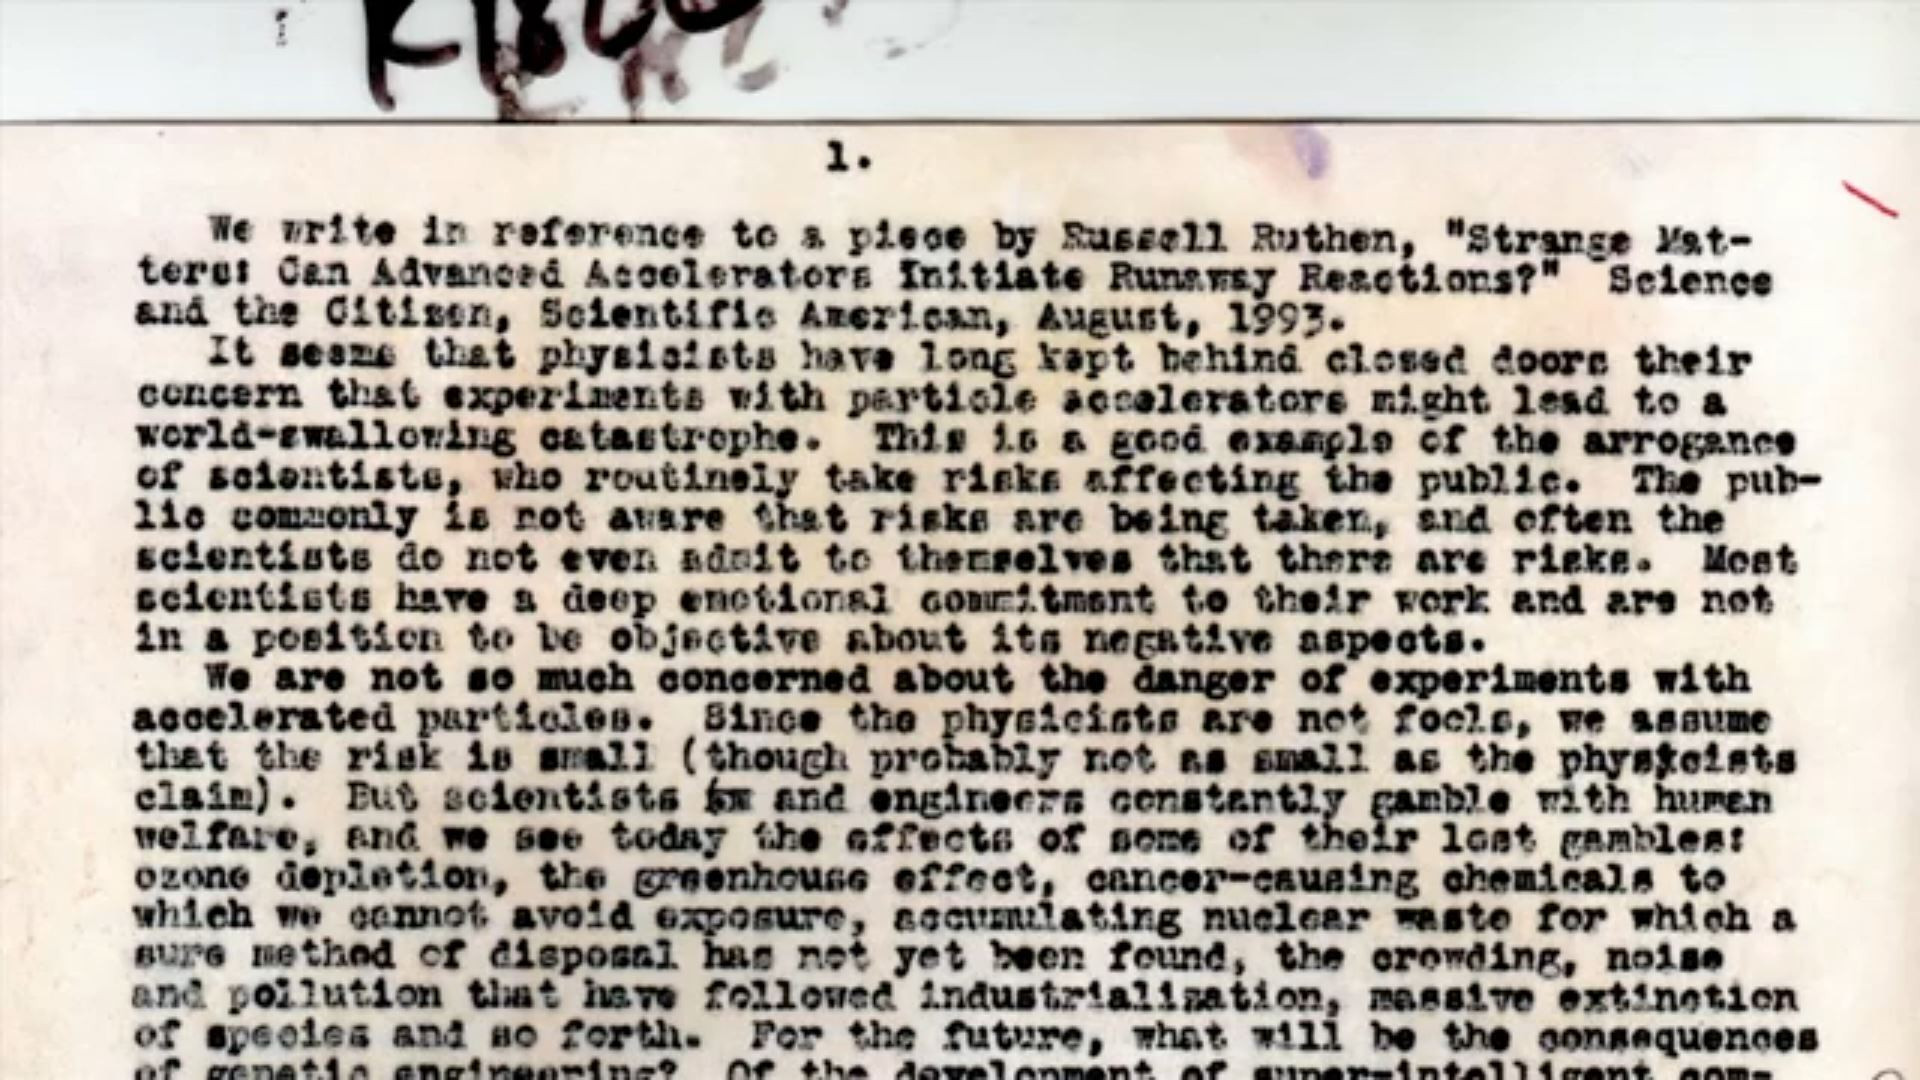 1.
We write in reference to a piece by Russell Ruthen, "Strange Mat-
ters: Can Advanced Accelerators Initiate Runaway Reactions?" Science
and the Citizen, Scientific American, August, 1993.
It seems that physicists have long kept behind closed doors their
concern that experiments with particle accelerators might lead to a
world-swallowing catastrophe. This is a good example of the arrogance
of scientists, who routinely take risks affecting the public. The pub-
lic commonly is not aware that risks are being taken, and often the
scientists do not even admit to themselves that there are risks. Most
scientists have a deep emotional commitment to their work and are not
in a position to be objective about its negative aspects.
We are not so much concerned about the danger of experiments with
accelerated particles. Since the physicists are not fools, we assume
that the risk is small (though probably not as small as the physicists
claim). But scientists and engineers constantly gamble with human
welfare, and we see today the effects of some of their lost gambles:
ozone depletion, the greenhouse effect, cancer-causing chemicals to
which we cannot avoid exposure, accumulating nuclear waste for which a
sure method of disposal has not yet been found, the crowding, noise
and pollution that have followed industrialization, massive extinction
of species and so forth. For the future, what will be the consequences
of genetic engineering? Of the development of super-intelligent com-